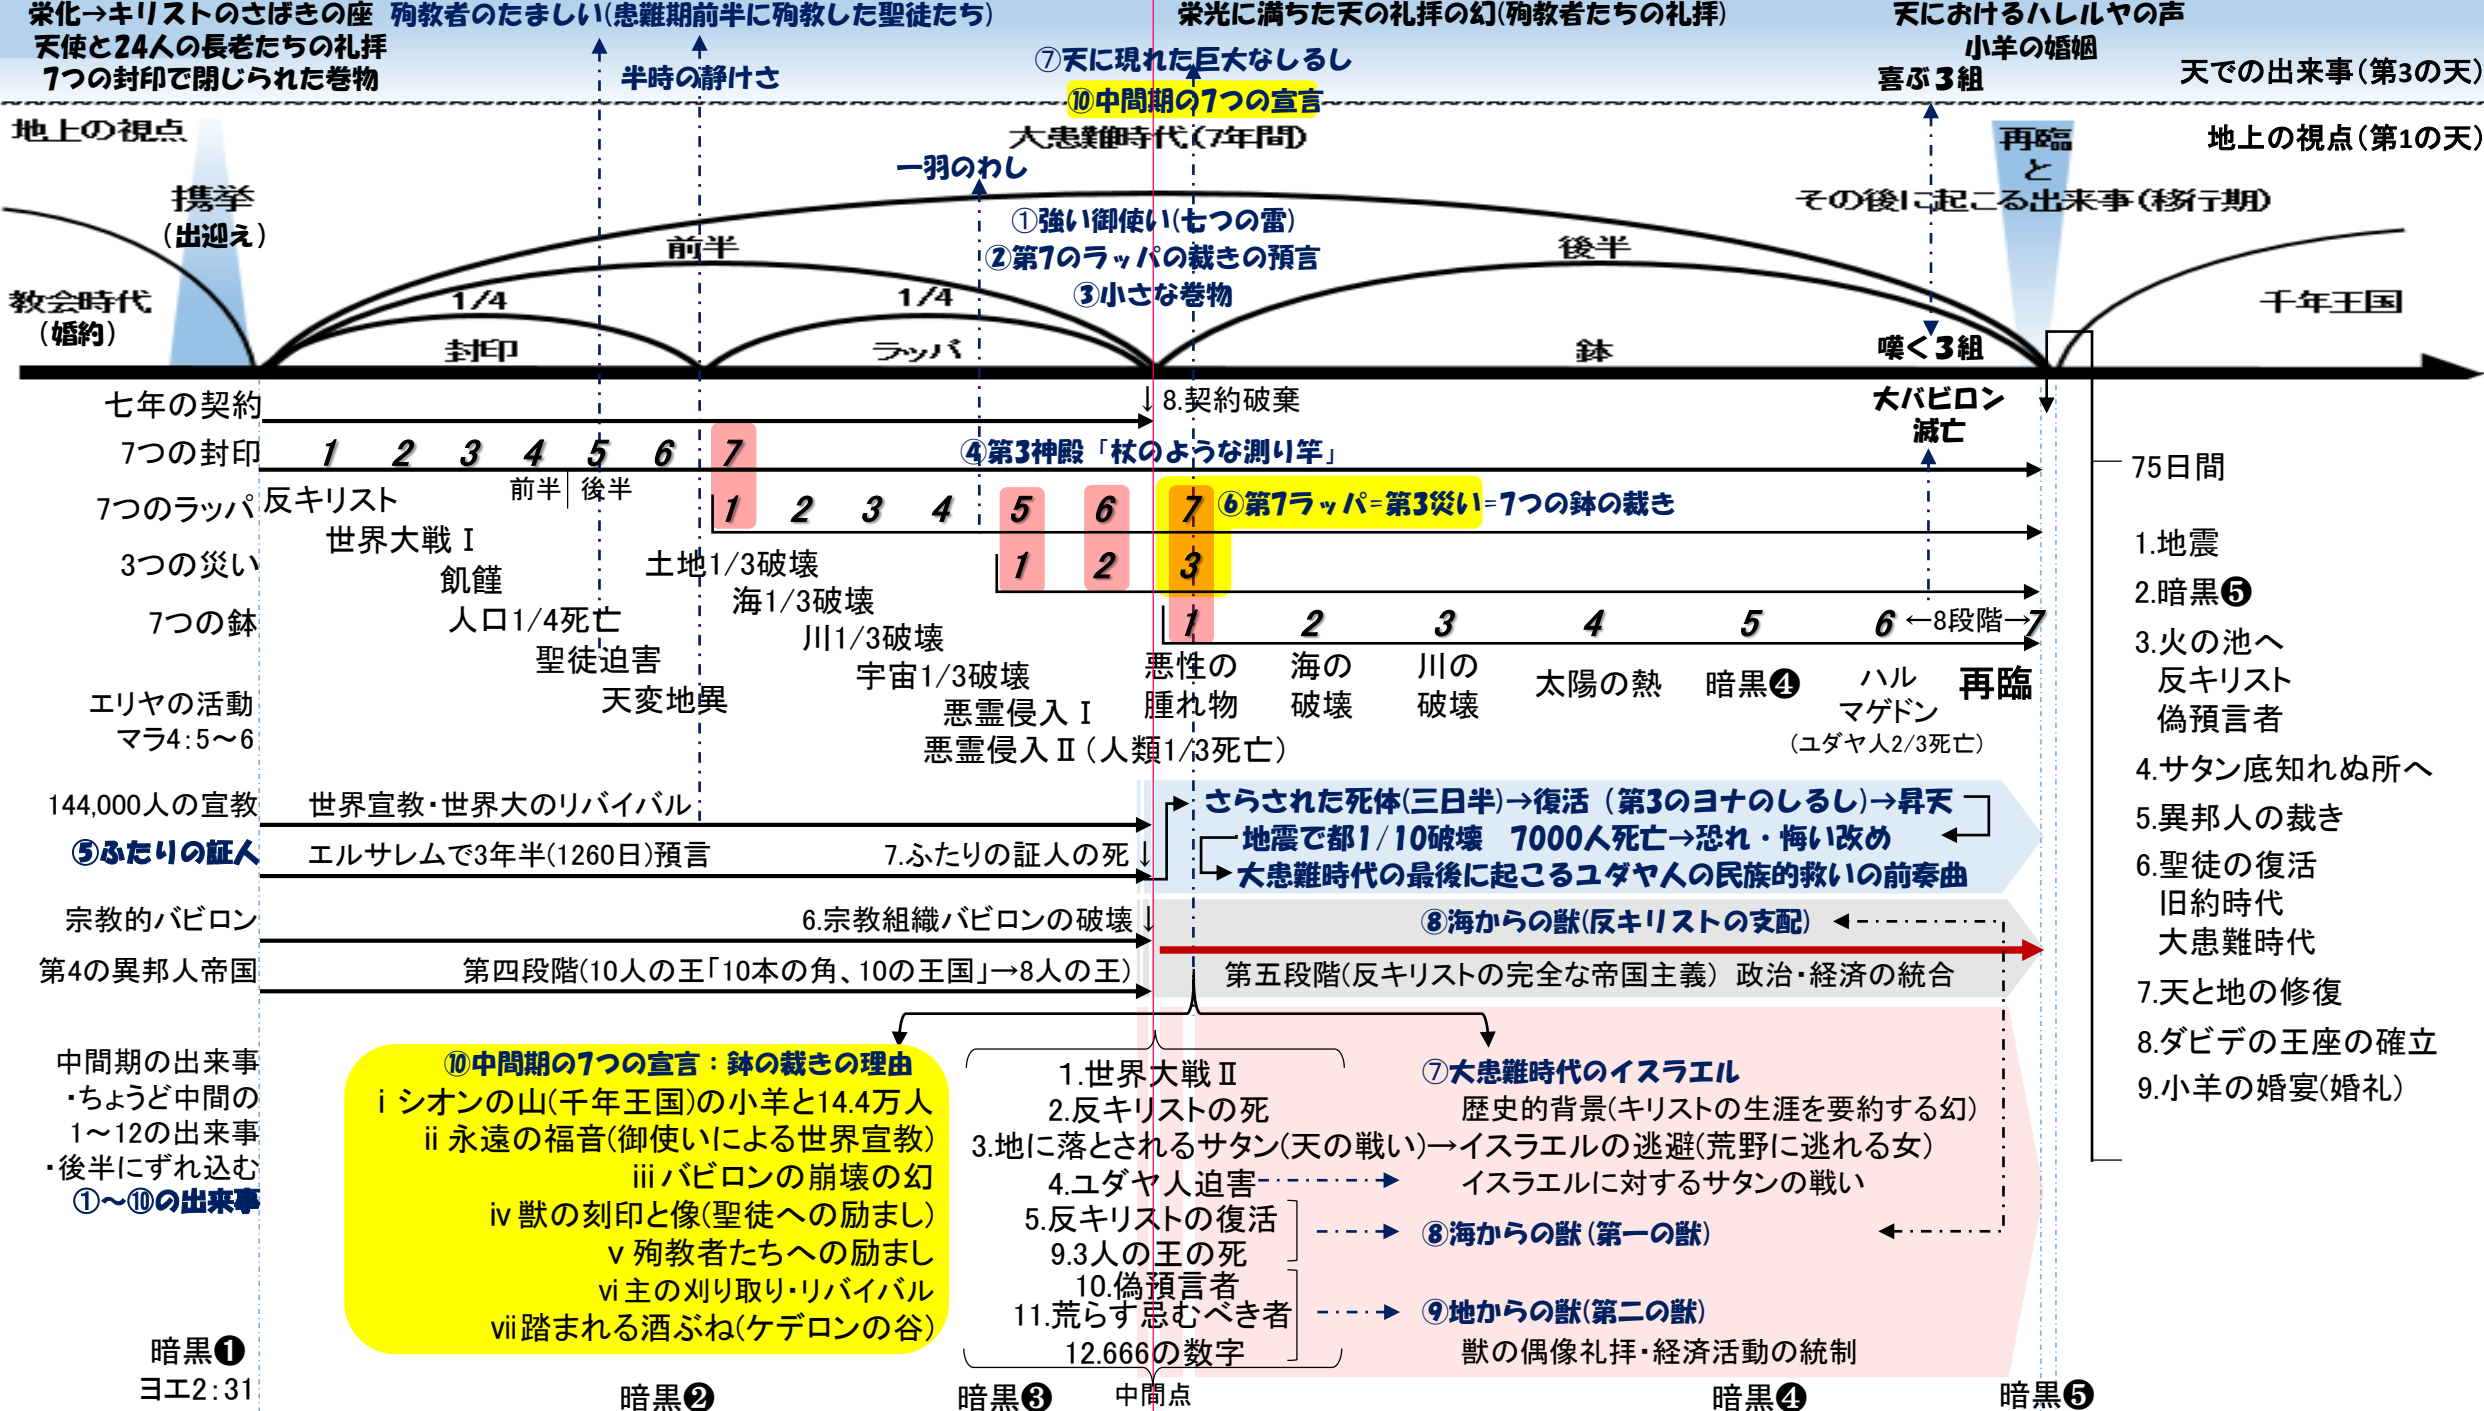 栄化→キリストのさばきの座
天使と24人の長老たちの礼拝
7つの封印で閉じられた巻物
殉教者のたましい(患難期前半に殉教した聖徒たち)
半時の静けさ
栄光に満ちた天の礼拝の幻(殉教者たちの礼拝)
⑦天に現れた巨大なしるし
⑩中間期の7つの宣言
天におけるハレルヤの声
小羊の婚姻
喜ぶ3組
天での出来事(第3の天)
地上の視点
大患難時代(7年間)
地上の視点(第1の天)
携挙
(出迎え)
一羽のわし
再臨
と
その後に起こる出来事(移行期)
①強い御使い(七つの雷)
②第7のラッパの裁きの預言
③小さな巻物
前半
後半
教会時代
(婚約)
1/4
1/4
千年王国
封印
ラッパ
鉢
嘆く3組
七年の契約
↓8.契約破棄
大バビロン
滅亡
7つの封印
1 2 3 4 5 6 7
④第3神殿「杖のような測り竿」
前半 後半
75日間
7つのラッパ
反キリスト
1 2 3 4 5 6 7
⑥第7ラッパ=第3災い=7つの鉢の裁き
世界大戦Ⅰ
3つの災い
飢饉
土地1/3破壊
1 2 3
海1/3破壊
7つの鉢
人口1/4死亡
川1/3破壊
1 2 3 4 5 6 ←8段階→7
聖徒迫害
宇宙1/3破壊
天変地異
悪霊侵入Ⅰ
悪霊侵入Ⅱ(人類1/3死亡)
悪性の
腫れ物
海の
破壊
川の
破壊
太陽の熱
暗黒❹
ハル
マゲドン
(ユダヤ人2/3死亡)
再臨
エリヤの活動
マラ4:5～6
1.地震
2.暗黒❺
3.火の池へ
反キリスト
偽預言者
4.サタン底知れぬ所へ
5.異邦人の裁き
6.聖徒の復活
旧約時代
大患難時代
7.天と地の修復
8.ダビデの王座の確立
9.小羊の婚宴(婚礼)
144,000人の宣教
世界宣教・世界大のリバイバル
さらされた死体(三日半)→復活(第3のヨナのしるし)→昇天
地震で都1/10破壊 7000人死亡→恐れ・悔い改め
大患難時代の最後に起こるユダヤ人の民族的救いの前奏曲
⑤ふたりの証人
エルサレムで3年半(1260日)預言
7.ふたりの証人の死↓
宗教的バビロン
6.宗教組織バビロンの破壊↓
⑧海からの獣(反キリストの支配)
第4の異邦人帝国
第四段階(10人の王「10本の角、10の王国」→8人の王)
第五段階(反キリストの完全な帝国主義) 政治・経済の統合
中間期の出来事
・ちょうど中間の
1～12の出来事
・後半にずれ込む
①～⑩の出来事
⑩中間期の7つの宣言:鉢の裁きの理由
ⅰ シオンの山(千年王国)の小羊と14.4万人
ⅱ 永遠の福音(御使いによる世界宣教)
ⅲ バビロンの崩壊の幻
ⅳ 獣の刻印と像(聖徒への励まし)
ⅴ 殉教者たちへの励まし
ⅵ 主の刈り取り・リバイバル
ⅶ 踏まれる酒ぶね(ケデロンの谷)
1.世界大戦Ⅱ
2.反キリストの死
3.地に落とされるサタン(天の戦い)→イスラエルの逃避(荒野に逃れる女)
4.ユダヤ人迫害
5.反キリストの復活
9.3人の王の死
10.偽預言者
11.荒らす忌むべき者
12.666の数字
⑦大患難時代のイスラエル
歴史的背景(キリストの生涯を要約する幻)
イスラエルに対するサタンの戦い
⑧海からの獣(第一の獣)
⑨地からの獣(第二の獣)
獣の偶像礼拝・経済活動の統制
暗黒❶
ヨエ2:31
暗黒❷
暗黒❸
中間点
暗黒❹
暗黒❺